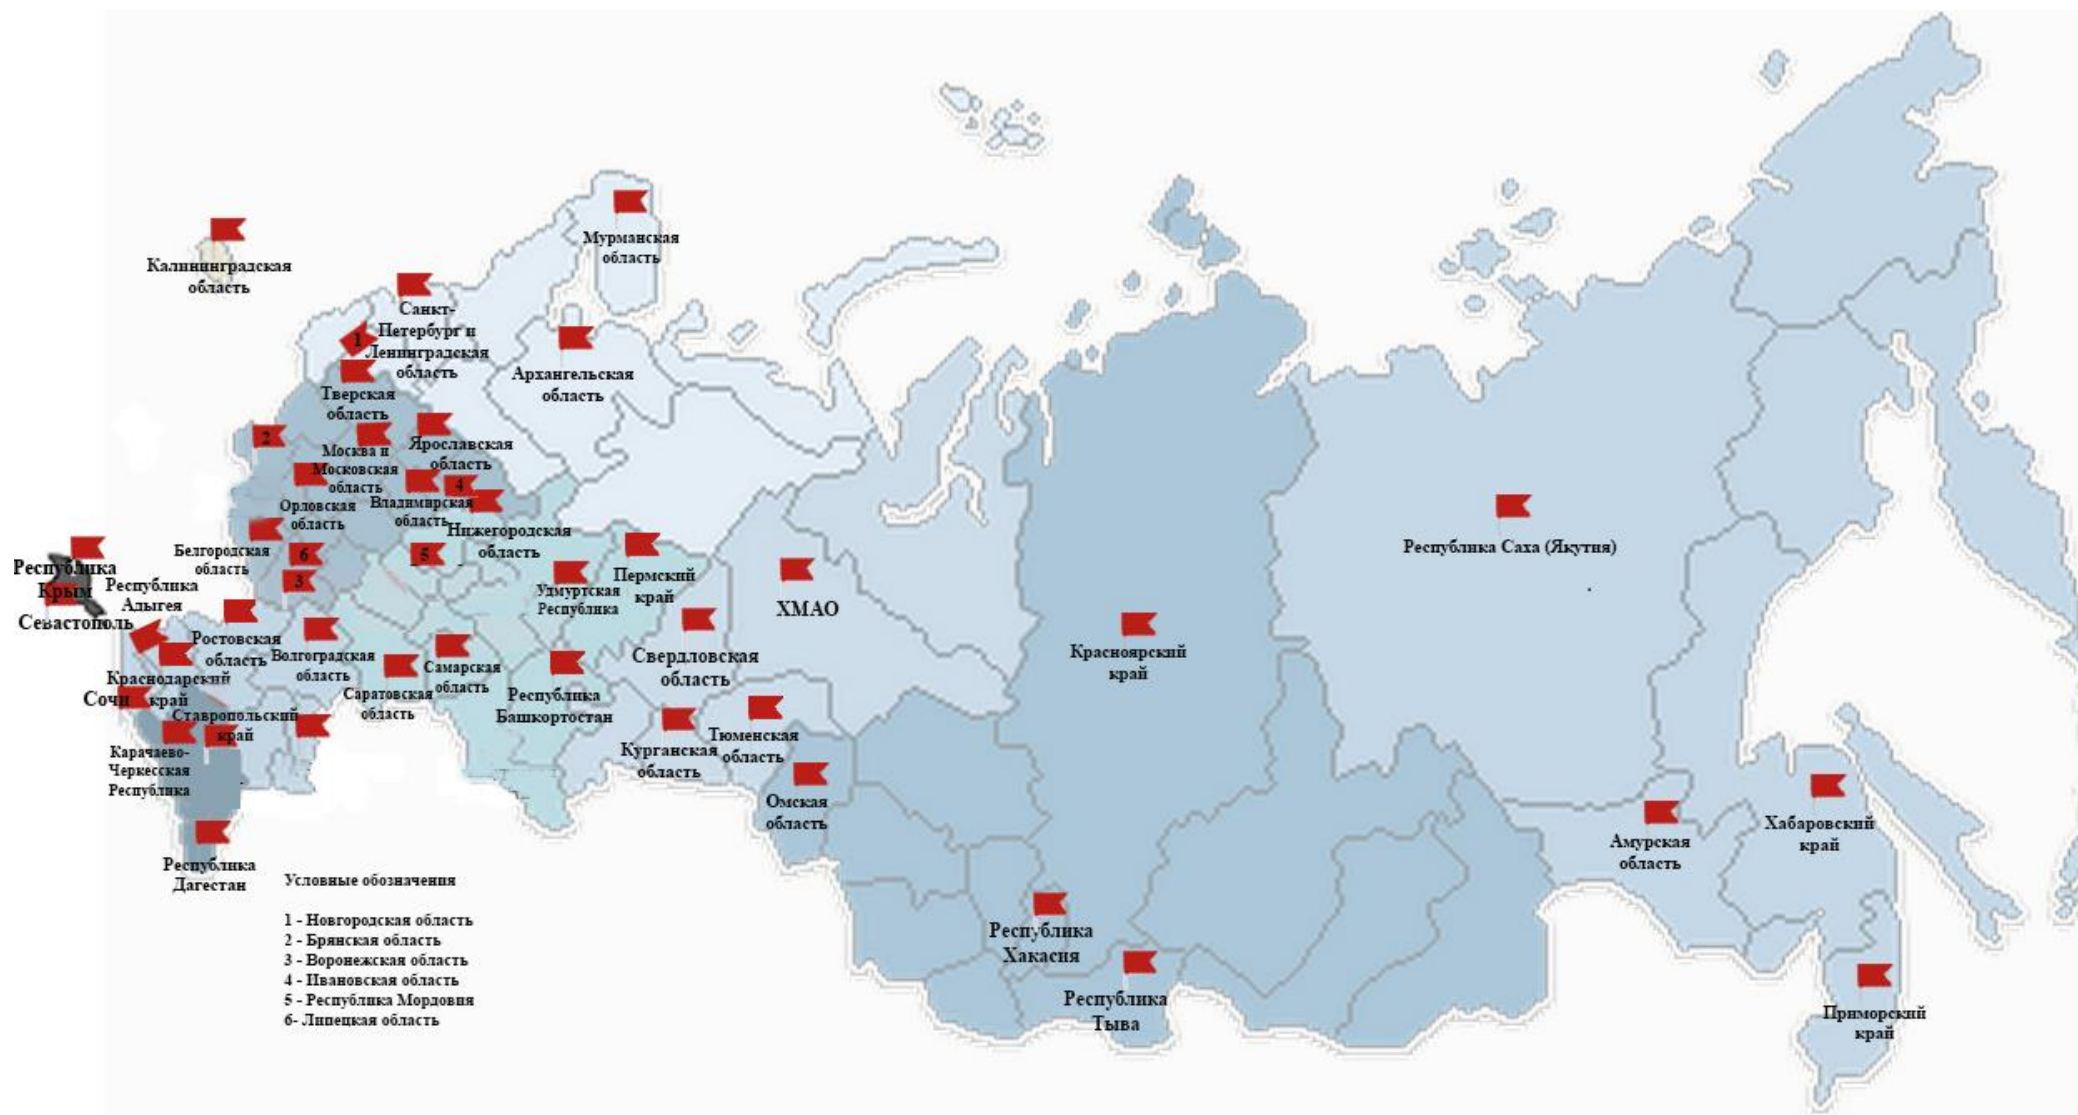 Мурманская
область
Калининградская
область
Санкт-
Петербург и
Ленинградская
область
1
Архангельская
область
Тверская
область
2
Москва и
Московская
область
Ярославская
область
4
Владимирская
область
Орловская
область
Нижегородская
область
Белгородская
область
6
5
3
Республика
Крым
Севастополь
Республика
Адыгея
Пермский
край
Удмуртская
Республика
ХМАО
Республика Саха (Якутия)
Красноярский
край
Ростовская
область
Волгоградская
область
Саратовская
область
Самарская
область
Республика
Башкортостан
Свердловская
область
Краснодарский
край
Сочи
Ставропольский
край
Карачаево-
Черкесская
Республика
Курганская
область
Тюменская
область
Омская
область
Республика
Дагестан
Амурская
область
Хабаровский
край
Республика
Хакасия
Республика
Тыва
Приморский
край
Условные обозначения
1 - Новгородская область
2 - Брянская область
3 - Воронежская область
4 - Ивановская область
5 - Республика Мордовия
6- Липецкая область